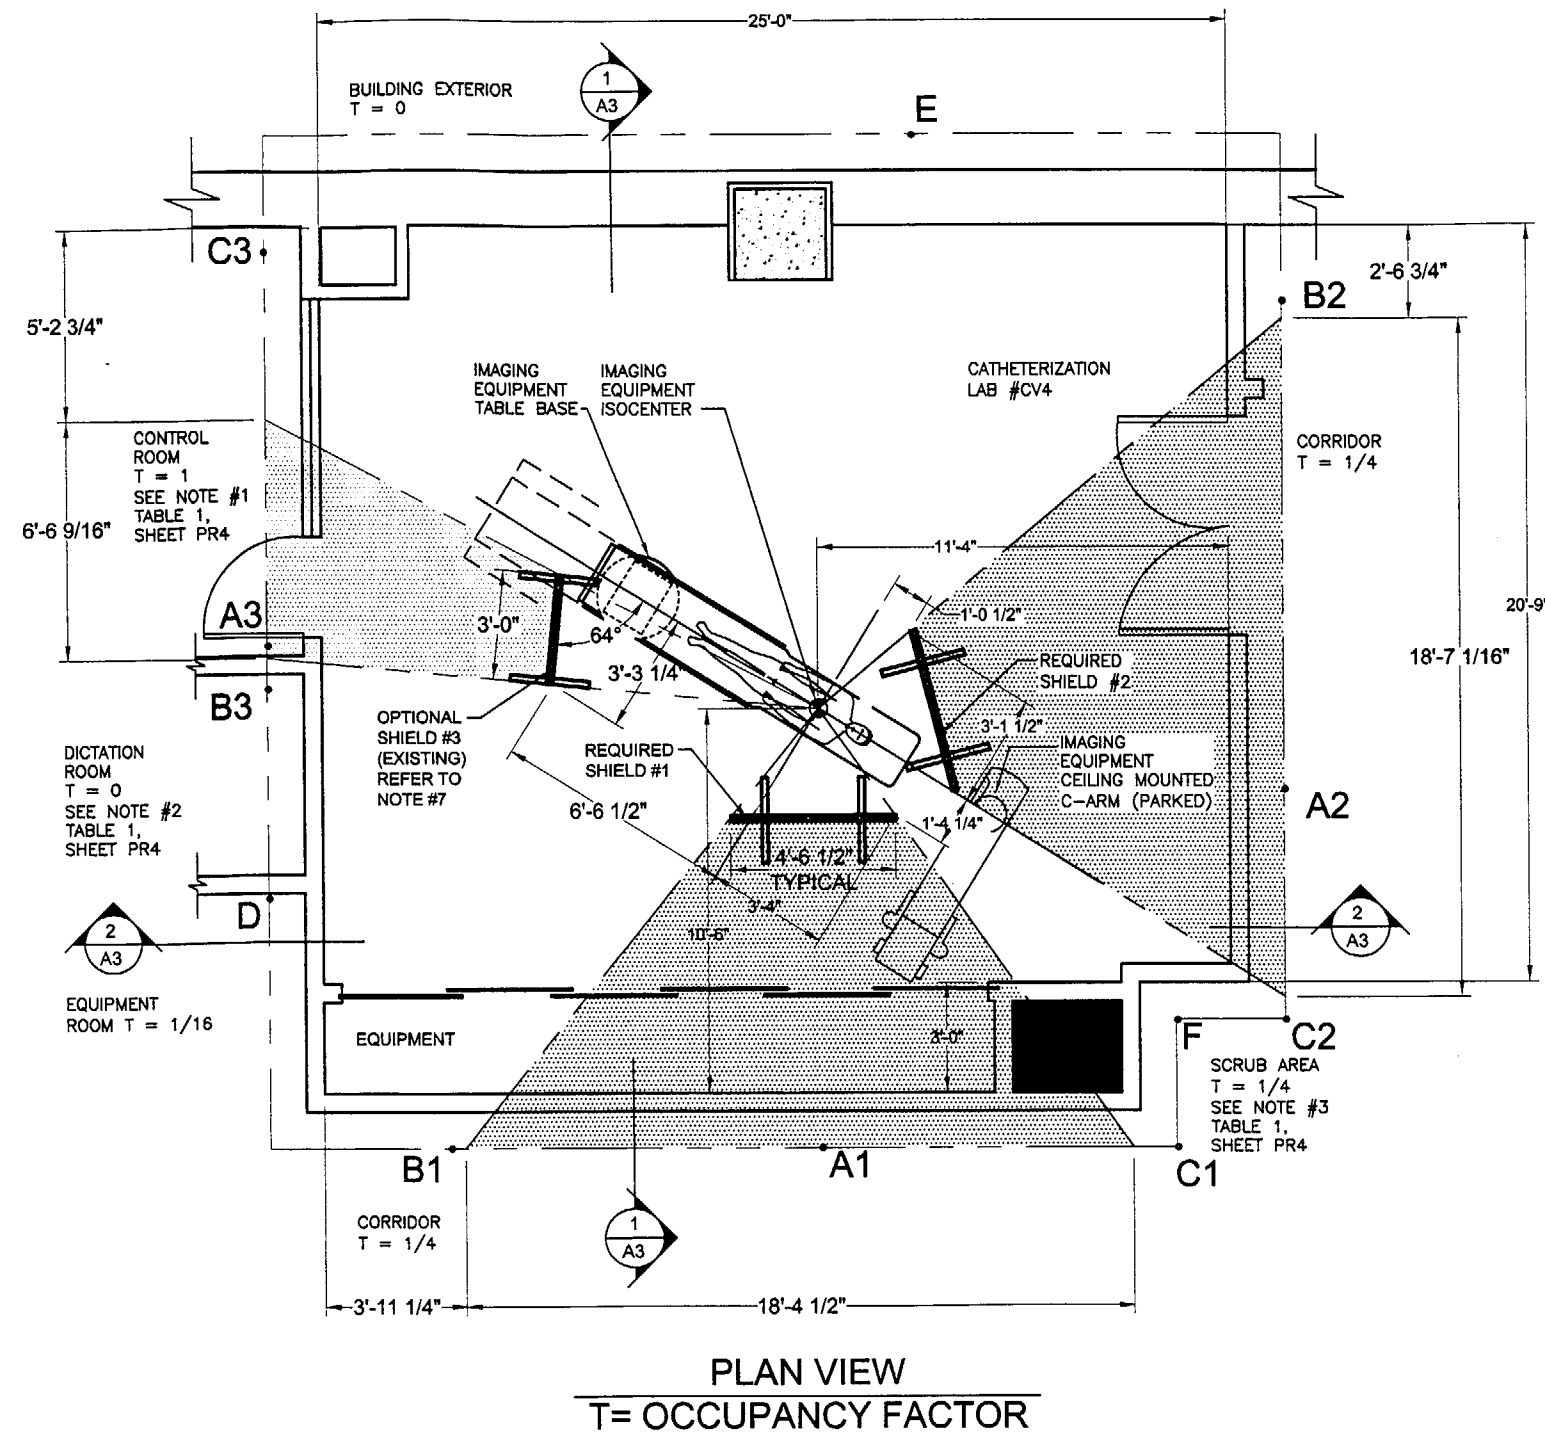 25'-0"
BUILDING EXTERIOR
T = 0
1
A3
E
C3
B2
2'-6 3/4"
5'-2 3/4"
IMAGING
EQUIPMENT
TABLE BASE
IMAGING
EQUIPMENT
ISOCENTER
CATHETERIZATION
LAB #CV4
CONTROL
ROOM
T = 1
SEE NOTE #1
TABLE 1,
SHEET PR4
CORRIDOR
T = 1/4
6'-6 9/16"
11'-4"
20'-9'
A3
3'-0"
64°
1'-0 1/2"
3'-3 1/4"
REQUIRED
SHIELD #2
18'-7 1/16"
B3
OPTIONAL
SHIELD #3
(EXISTING)
REFER TO
NOTE #7
REQUIRED
SHIELD #1
3'-1 1/2"
IMAGING
EQUIPMENT
CEILING MOUNTED
C-ARM (PARKED)
DICTATION
ROOM
T = 0
SEE NOTE #2
TABLE 1,
SHEET PR4
6'-6 1/2"
A2
1'-4 1/4"
4'-6 1/2"
TYPICAL
3'-4"
D
10'-6"
2
A3
2
A3
EQUIPMENT
ROOM T = 1/16
EQUIPMENT
3'-0"
F
C2
SCRUB AREA
T = 1/4
SEE NOTE #3
TABLE 1,
SHEET PR4
B1
A1
C1
CORRIDOR
T = 1/4
1
A3
3'-11 1/4"
18'-4 1/2"
PLAN VIEW
T= OCCUPANCY FACTOR